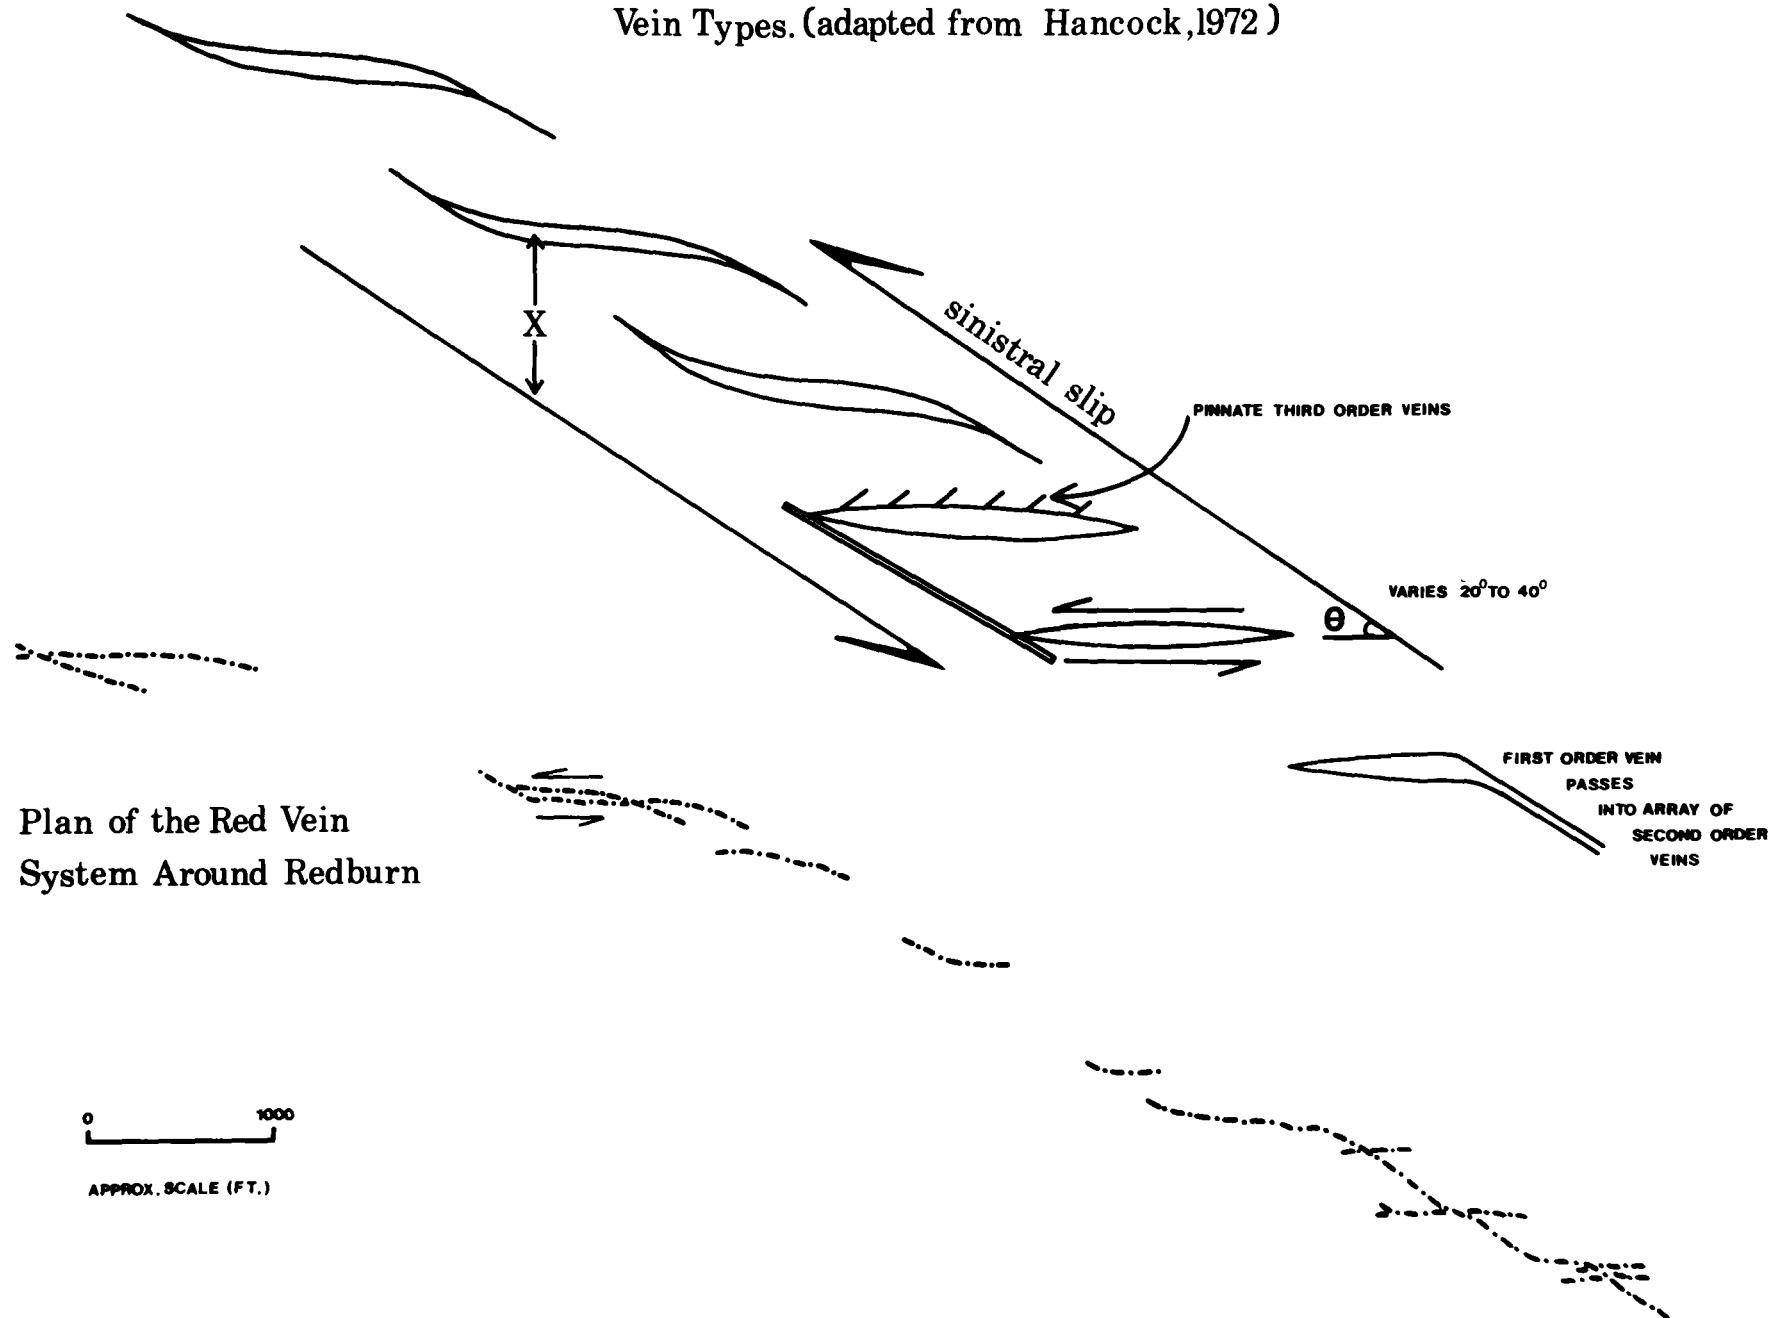 Vein Types. (adapted from Hancock,1972 )
X
sinistral slip
PINNATE THIRD ORDER VEINS
VARIES 20° TO 40°
θ
FIRST ORDER VEIN
PASSES
INTO ARRAY OF
SECOND ORDER
VEINS
Plan of the Red Vein
System Around Redburn
0 1000
APPROX. SCALE (FT.)